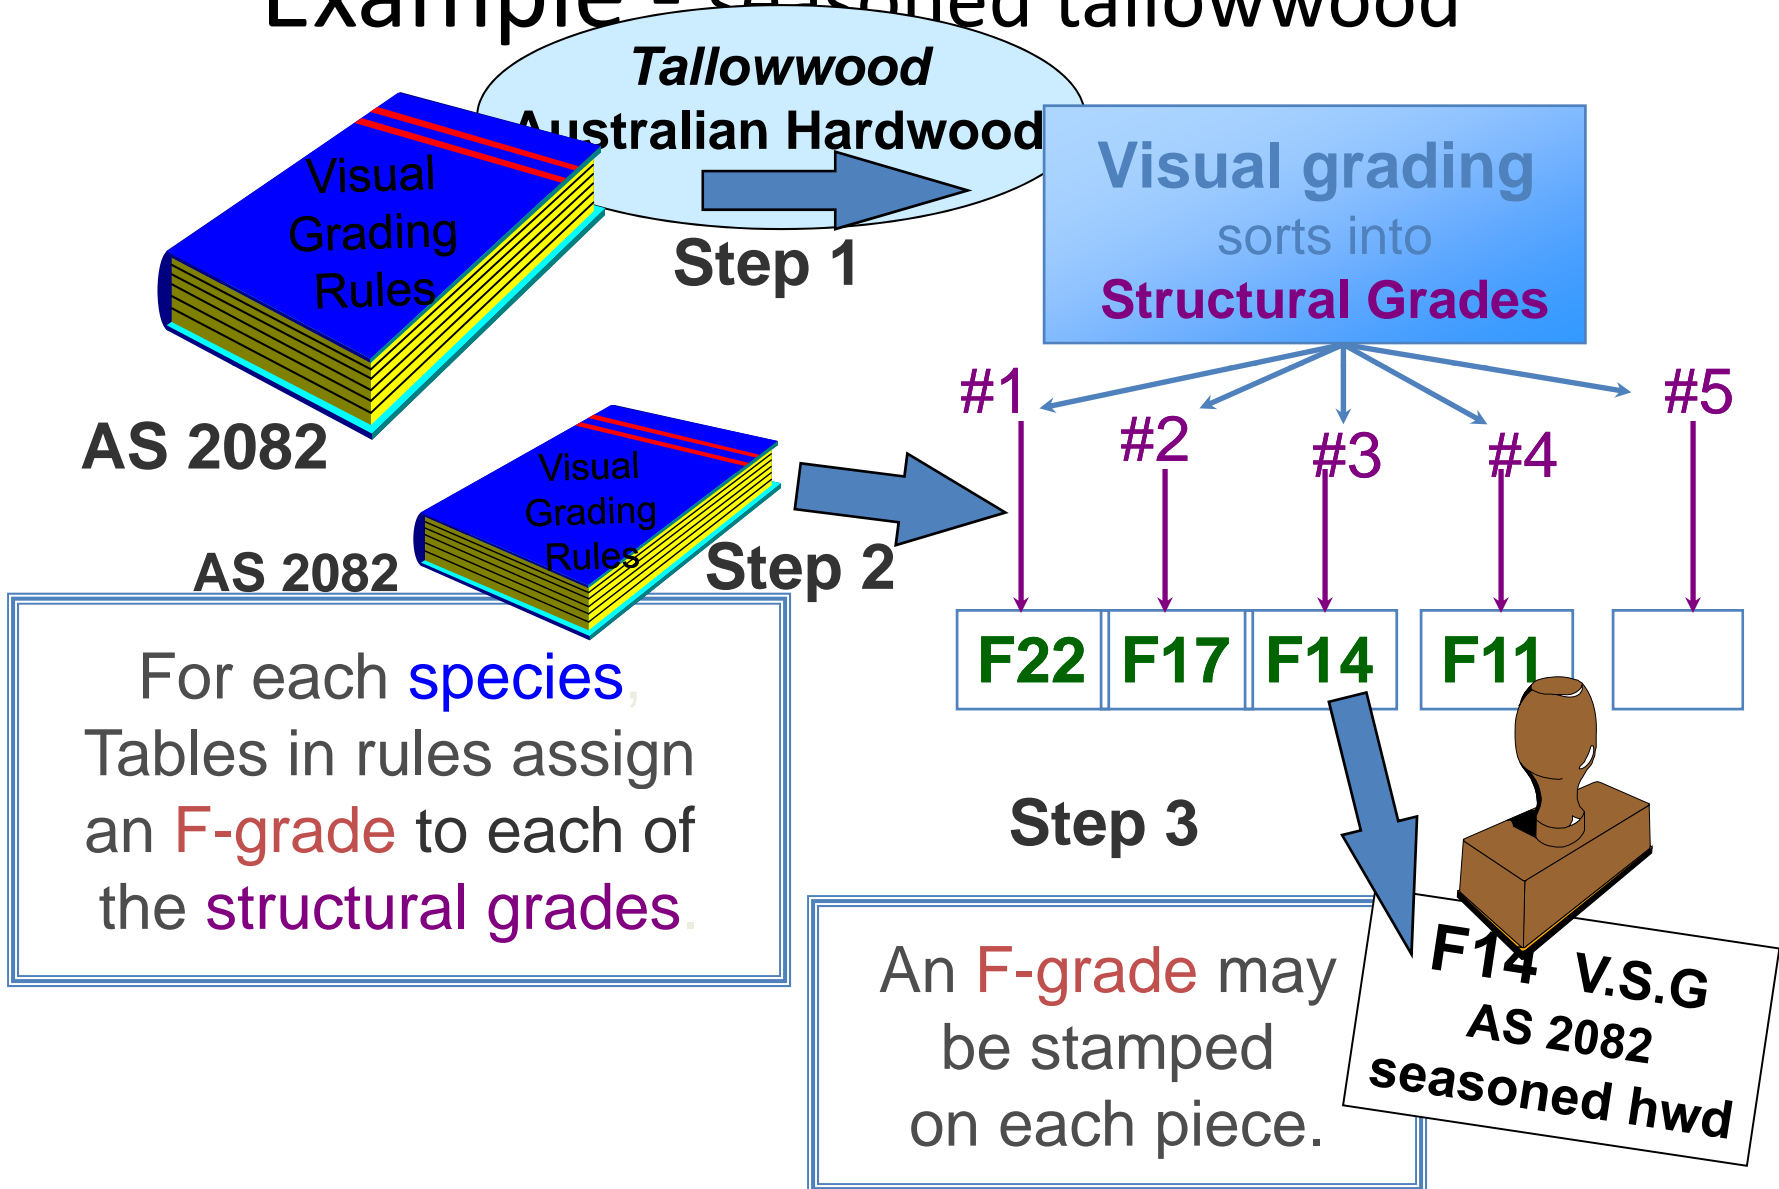 Example - seasoned tallowwood
Tallowwood
Australian Hardwood
Visual
Grading
Rules
AS 2082
Step 1
Visual grading
sorts into
Structural Grades
#1
#2
#3
#4
#5
Visual
Grading
Rules
AS 2082
Step 2
F22
F17
F14
F11
For each species,
Tables in rules assign
an F-grade to each of
the structural grades.
Step 3
An F-grade may
be stamped
on each piece.
F14 V.S.G
AS 2082
seasoned hwd